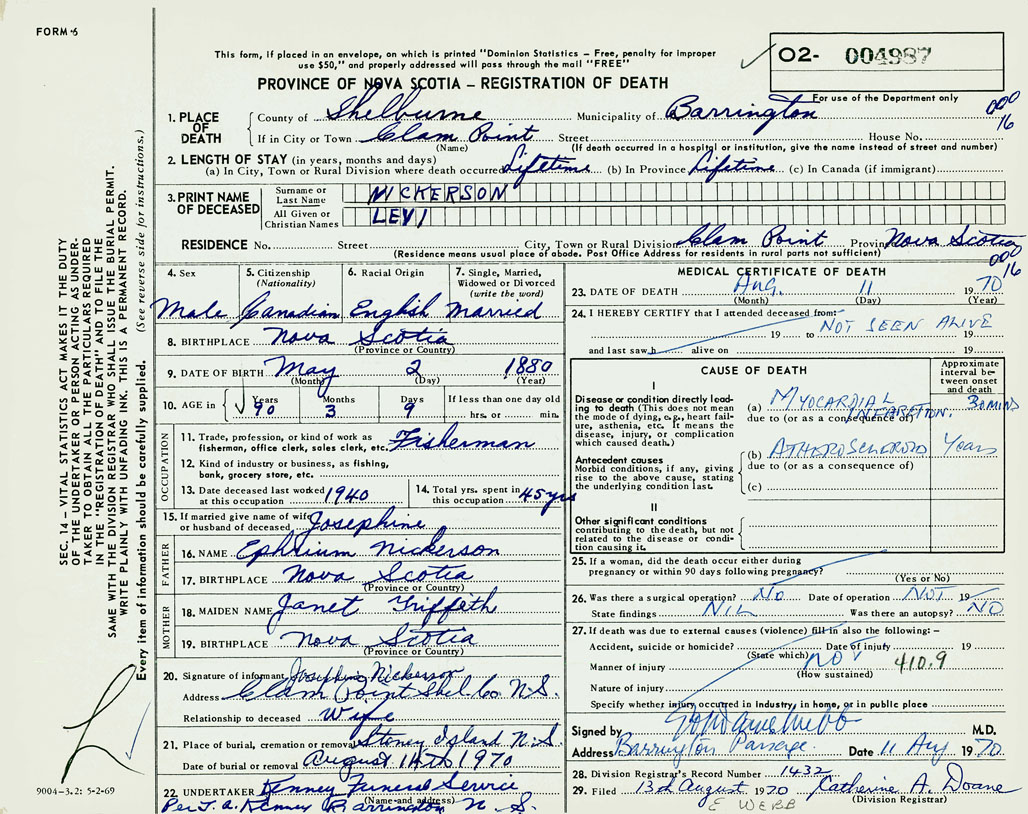 FORM 6
This form, if placed in an envelope, on which is printed "Dominion Statistics – Free, penalty for improper
use $50," and properly addressed will pass through the mail "FREE"
O2- 004987
PROVINCE OF NOVA SCOTIA – REGISTRATION OF DEATH
For use of the Department only
000
16
1. PLACE OF DEATH
County of Shelburne Municipality of Barrington
If in City or Town Clam Point Street House No.
(Name) (If death occurred in a hospital or institution, give the name instead of street and number)
2. LENGTH OF STAY (in years, months and days)
(a) In City, Town or Rural Division where death occurred Lifetime (b) In Province Lifetime (c) In Canada (if immigrant)
3. PRINT NAME OF DECEASED
Surname or Last Name NICKERSON
All Given or Christian Names LEVI
RESIDENCE No. Street City, Town or Rural Division Clam Point Province Nova Scotia
(Residence means usual place of abode. Post Office Address for residents in rural parts not sufficient)
000
16
4. Sex 5. Citizenship (Nationality) 6. Racial Origin 7. Single, Married, Widowed or Divorced (write the word)
Male Canadian English Married
8. BIRTHPLACE Nova Scotia
(Province or Country)
9. DATE OF BIRTH May 2 1880
(Month) (Day) (Year)
10. AGE in Years Months Days If less than one day old
90 3 9 hrs. or min.
OCCUPATION
11. Trade, profession, or kind of work as fisherman, office clerk, sales clerk, etc. Fisherman
12. Kind of industry or business, as fishing, bank, grocery store, etc.
13. Date deceased last worked at this occupation 1940
14. Total yrs. spent in this occupation 45 yrs
15. If married give name of wife or husband of deceased Josephine
FATHER
16. NAME Ephrium Nickerson
17. BIRTHPLACE Nova Scotia
(Province or Country)
MOTHER
18. MAIDEN NAME Janet Griffeth
19. BIRTHPLACE Nova Scotia
(Province or Country)
20. Signature of informant Josephine Nickerson
Address Clam Point Shel Co N.S.
Relationship to deceased Wife
21. Place of burial, cremation or removal Stoney Island N.S.
Date of burial or removal August 14th 1970
22. UNDERTAKER Kenney Funeral Service
(Name and address)
Per J. A. Kenney Barrington N.S.
MEDICAL CERTIFICATE OF DEATH
23. DATE OF DEATH Aug. 11 1970
(Month) (Day) (Year)
24. I HEREBY CERTIFY that I attended deceased from:
19 to NOT SEEN ALIVE 19
and last saw h alive on 19
CAUSE OF DEATH
Approximate interval between onset and death
I
Disease or condition directly leading to death (This does not mean the mode of dying, e.g., heart failure, asthenia, etc. It means the disease, injury, or complication which caused death.)
(a) MYOCARDIAL INFARCTION, 30 MINS
due to (or as a consequence of)
Antecedent causes
Morbid conditions, if any, giving rise to the above cause, stating the underlying condition last.
(b) Years
due to (or as a consequence of)
(c)
II
Other significant conditions
contributing to the death, but not related to the disease or condition causing it.
25. If a woman, did the death occur either during pregnancy or within 90 days following pregnancy?
(Yes or No)
26. Was there a surgical operation? NO Date of operation NOT 19
State findings NIL Was there an autopsy? NO
27. If death was due to external causes (violence) fill in also the following: –
Accident, suicide or homicide? Date of injury 19
(State which)
Manner of injury NO 410.9
(How sustained)
Nature of injury
Specify whether injury occurred in industry, in home, or in public place
Signed by M.D.
Address Barrington Passage Date 11 Aug 1970
28. Division Registrar's Record Number 1432
29. Filed 13th August 1970 Catherine A. Doane
(Division Registrar)
E WEBB
SEC. 14 – VITAL STATISTICS ACT MAKES IT THE DUTY
OF THE UNDERTAKER OR PERSON ACTING AS UNDER-
TAKER TO OBTAIN ALL THE PARTICULARS REQUIRED
IN THE "REGISTRATION OF DEATH" AND TO FILE THE
SAME WITH THE DIVISION REGISTRAR WHO SHALL ISSUE THE BURIAL PERMIT.
WRITE PLAINLY WITH UNFADING INK. THIS IS A PERMANENT RECORD.
Every item of information should be carefully supplied. (See reverse side for instructions.)
9004-3.2: 5-2-69